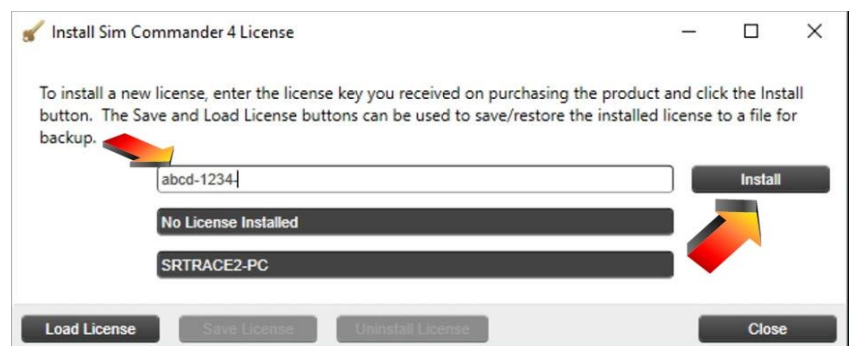 Install Sim Commander 4 License
To install a new license, enter the license key you received on purchasing the product and click the Install
button. The Save and Load License buttons can be used to save/restore the installed license to a file for
backup.
abcd-1234-
Install
No License Installed
SRTRACE2-PC
Load License
Save License
Uninstall License
Close